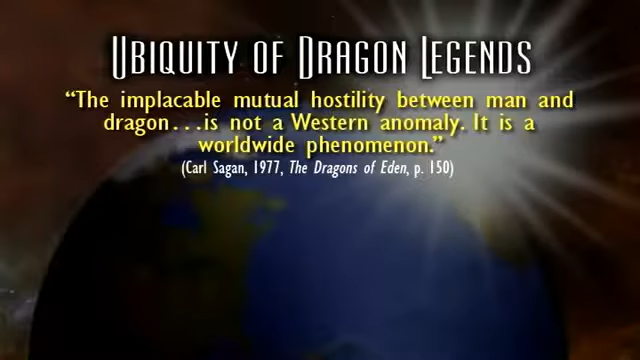 UBIQUITY OF DRAGON LEGENDS
“The implacable mutual hostility between man and
dragon...is not a Western anomaly. It is a
worldwide phenomenon.”
(Carl Sagan, 1977, The Dragons of Eden, p. 150)